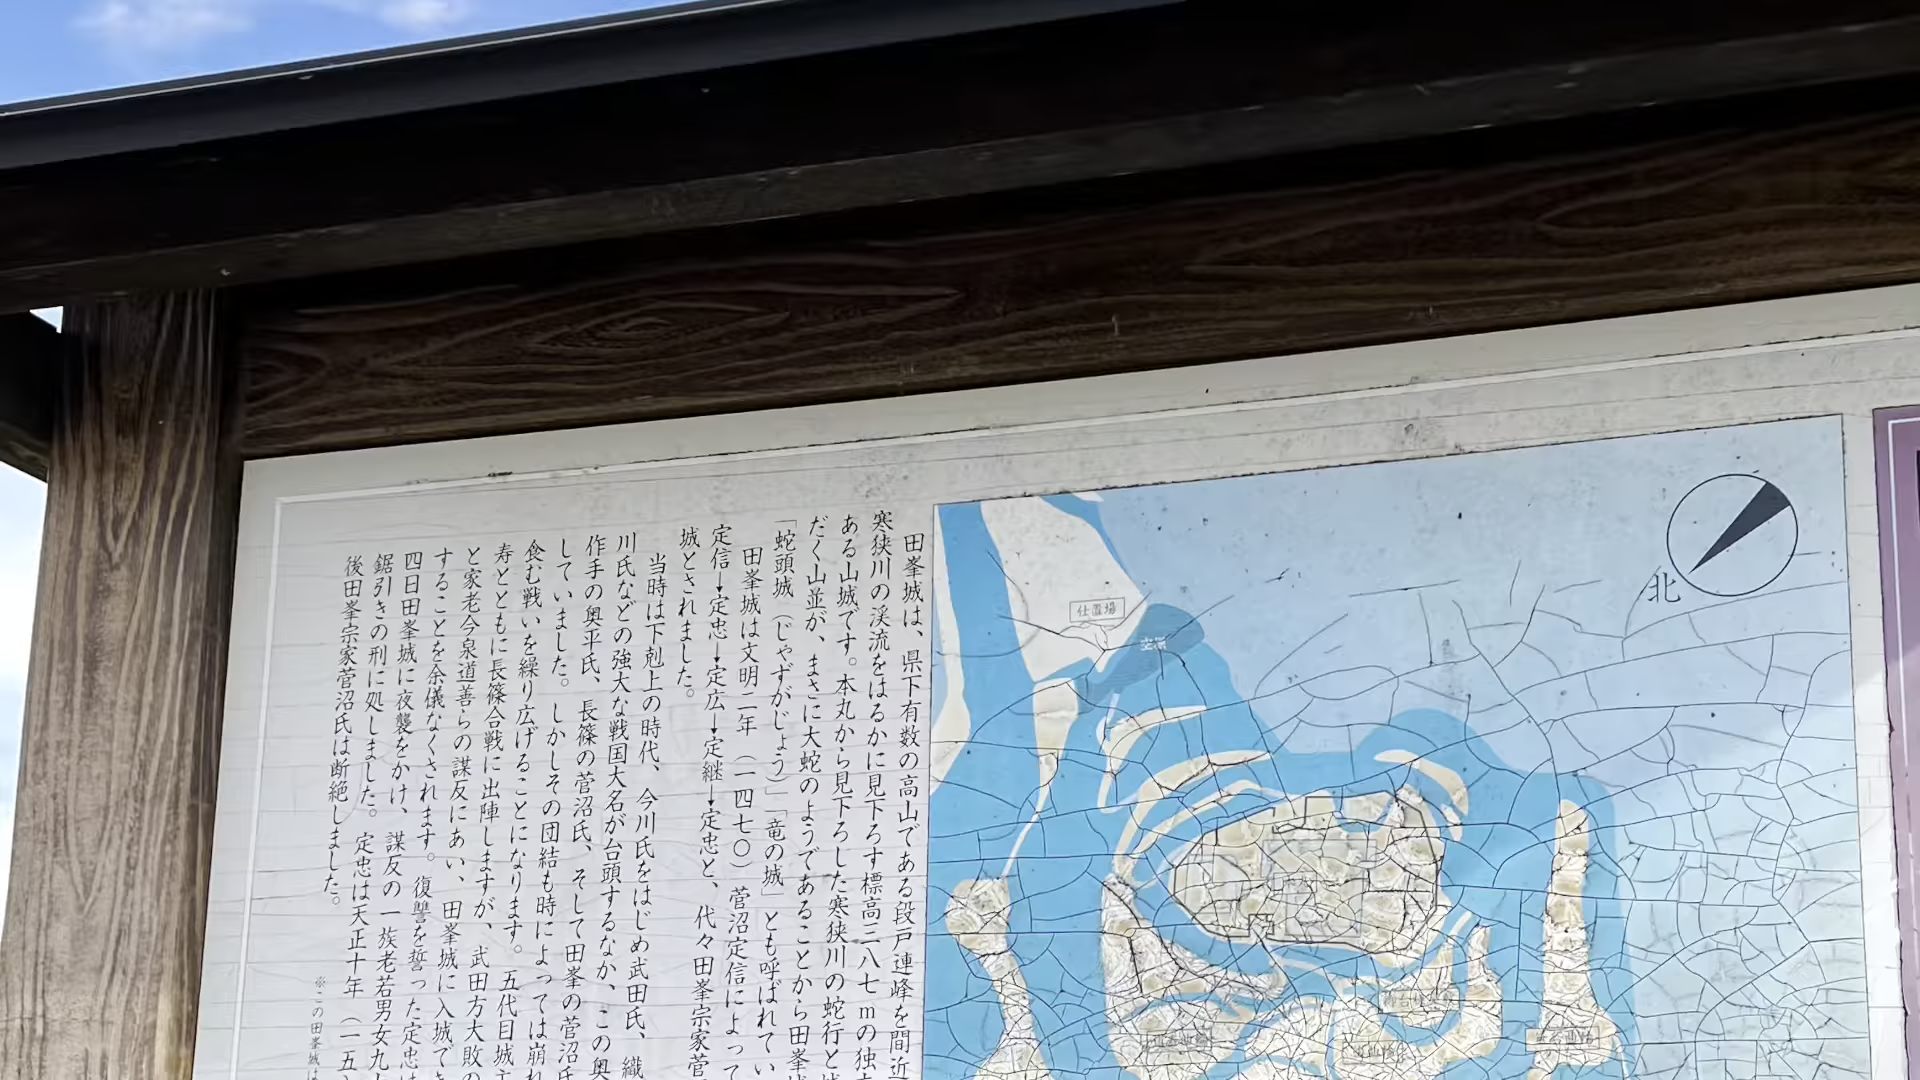 田峯城は、県下有数の高山である段戸連峰を間近
寒狭川の渓流をはるかに見下ろす標高三八七mの独
ある山城です。本丸から見下ろした寒狭川の蛇行と
だく山並が、まさに大蛇のようであることから田峯
「蛇頭城(じゃずがじょう)」「竜の城」とも呼ばれてい
田峯城は文明二年(一四七〇)菅沼定信によって
定信→定忠→定広→定継→定忠と、代々田峯宗家菅
城とされました。
当時は下剋上の時代、今川氏をはじめ武田氏、織
川氏などの強大な戦国大名が台頭するなか、この奥
作手の奥平氏、長篠の菅沼氏、そして田峯の菅沼氏
していました。しかしその団結も時によっては崩れ
食む戦いを繰り広げることになります。五代目城主
寿とともに長篠合戦に出陣しますが、武田方大敗の
と家老今泉道善らの謀反にあい、田峯城に入城でき
することを余儀なくされます。復讐を誓った定忠は
四日田峯城に夜襲をかけ、謀反の一族老若男女九十
鋸引きの刑に処しました。定忠は天正十年(一五
後田峯宗家菅沼氏は断絶しました。
※この田峯城は
北
仕置場
空堀